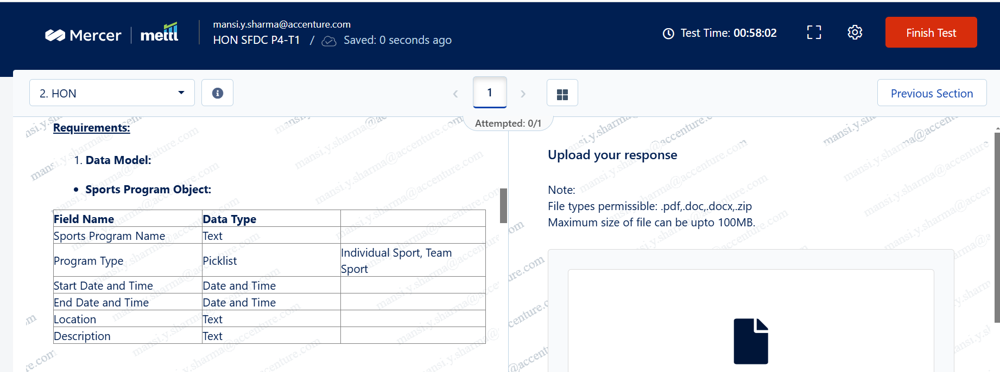 Mercer | mettl
mansi.y.sharma@accenture.com
HON SFDC P4-T1 / Saved: 0 seconds ago
Test Time: 00:58:02
Finish Test
2. HON
1
Attempted: 0/1
Previous Section
Requirements:
1. Data Model:
• Sports Program Object:
Field Name Data Type
Sports Program Name Text
Program Type Picklist Individual Sport, Team
Sport
Start Date and Time Date and Time
End Date and Time Date and Time
Location Text
Description Text
Upload your response
Note:
File types permissible: .pdf,.doc,.docx,.zip
Maximum size of file can be upto 100MB.
mansi.y.sharma@accenture.com